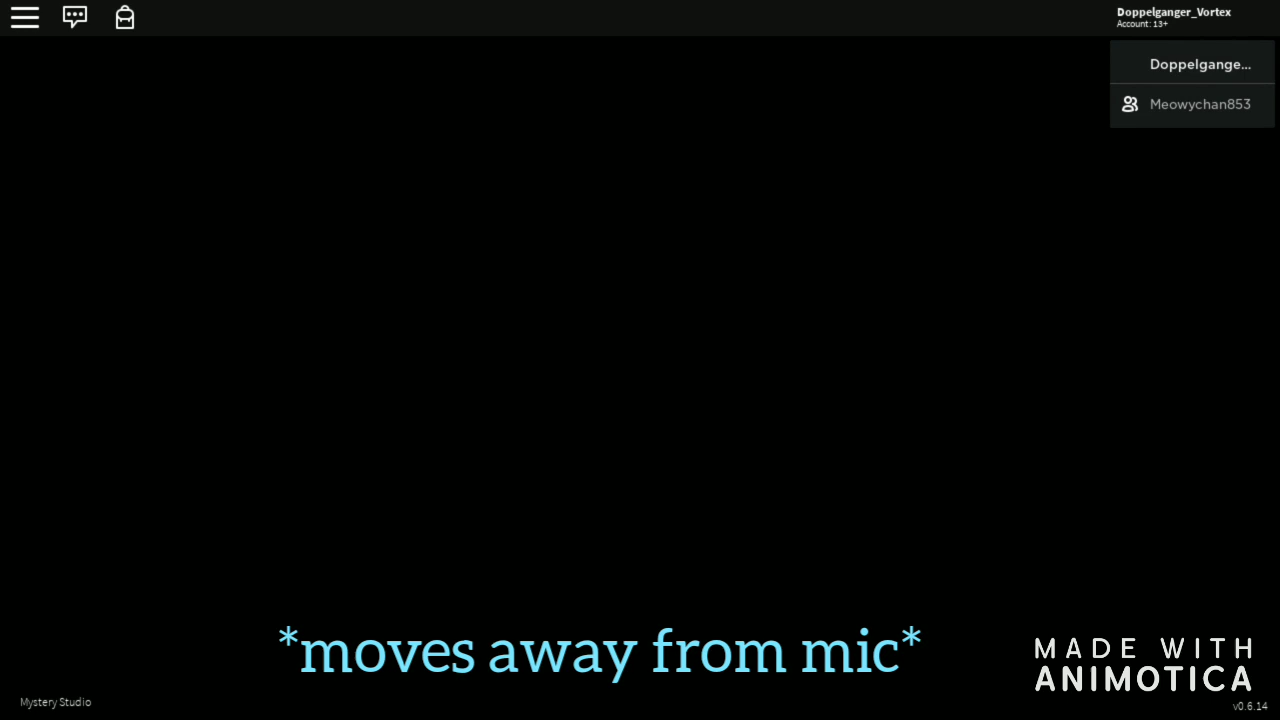 Doppelganger_Vortex
Account: 13+
Doppelgange...
Meowychan853
*moves away from mic*
MADE WITH
ANIMOTICA
Mystery Studio
v0.6.14